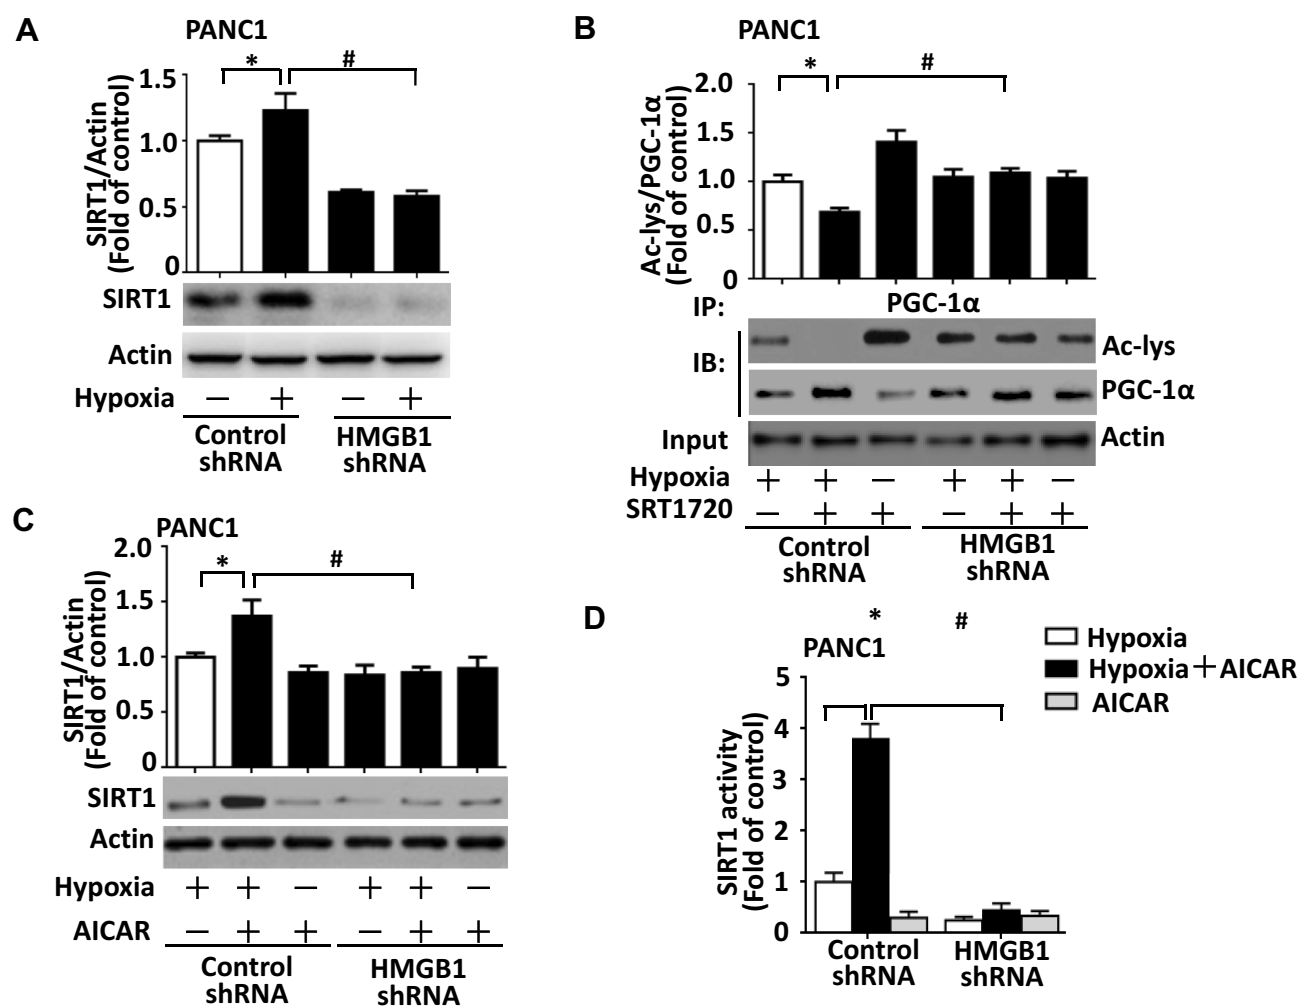 A
PANC1
*
#
SIRT1/Actin
(Fold of control)
1.5
1.0
0.5
0
SIRT1
Actin
Hypoxia
− + − +
Control
shRNA
HMGB1
shRNA
B
PANC1
*
#
Ac-lys/PGC-1α
(Fold of control)
2.0
1.5
1.0
0.5
0
IP:
PGC-1α
IB:
Ac-lys
PGC-1α
Input
Actin
Hypoxia + + − + + −
SRT1720 − + + − + +
Control
shRNA
HMGB1
shRNA
C
PANC1
*
#
SIRT1/Actin
(Fold of control)
2.0
1.5
1.0
0.5
0
SIRT1
Actin
Hypoxia + + − + + −
AICAR − + + − + +
Control
shRNA
HMGB1
shRNA
D
*
#
PANC1
Hypoxia
Hypoxia+AICAR
AICAR
SIRT1 activity
(Fold of control)
5
4
3
2
1
0
Control
shRNA
HMGB1
shRNA